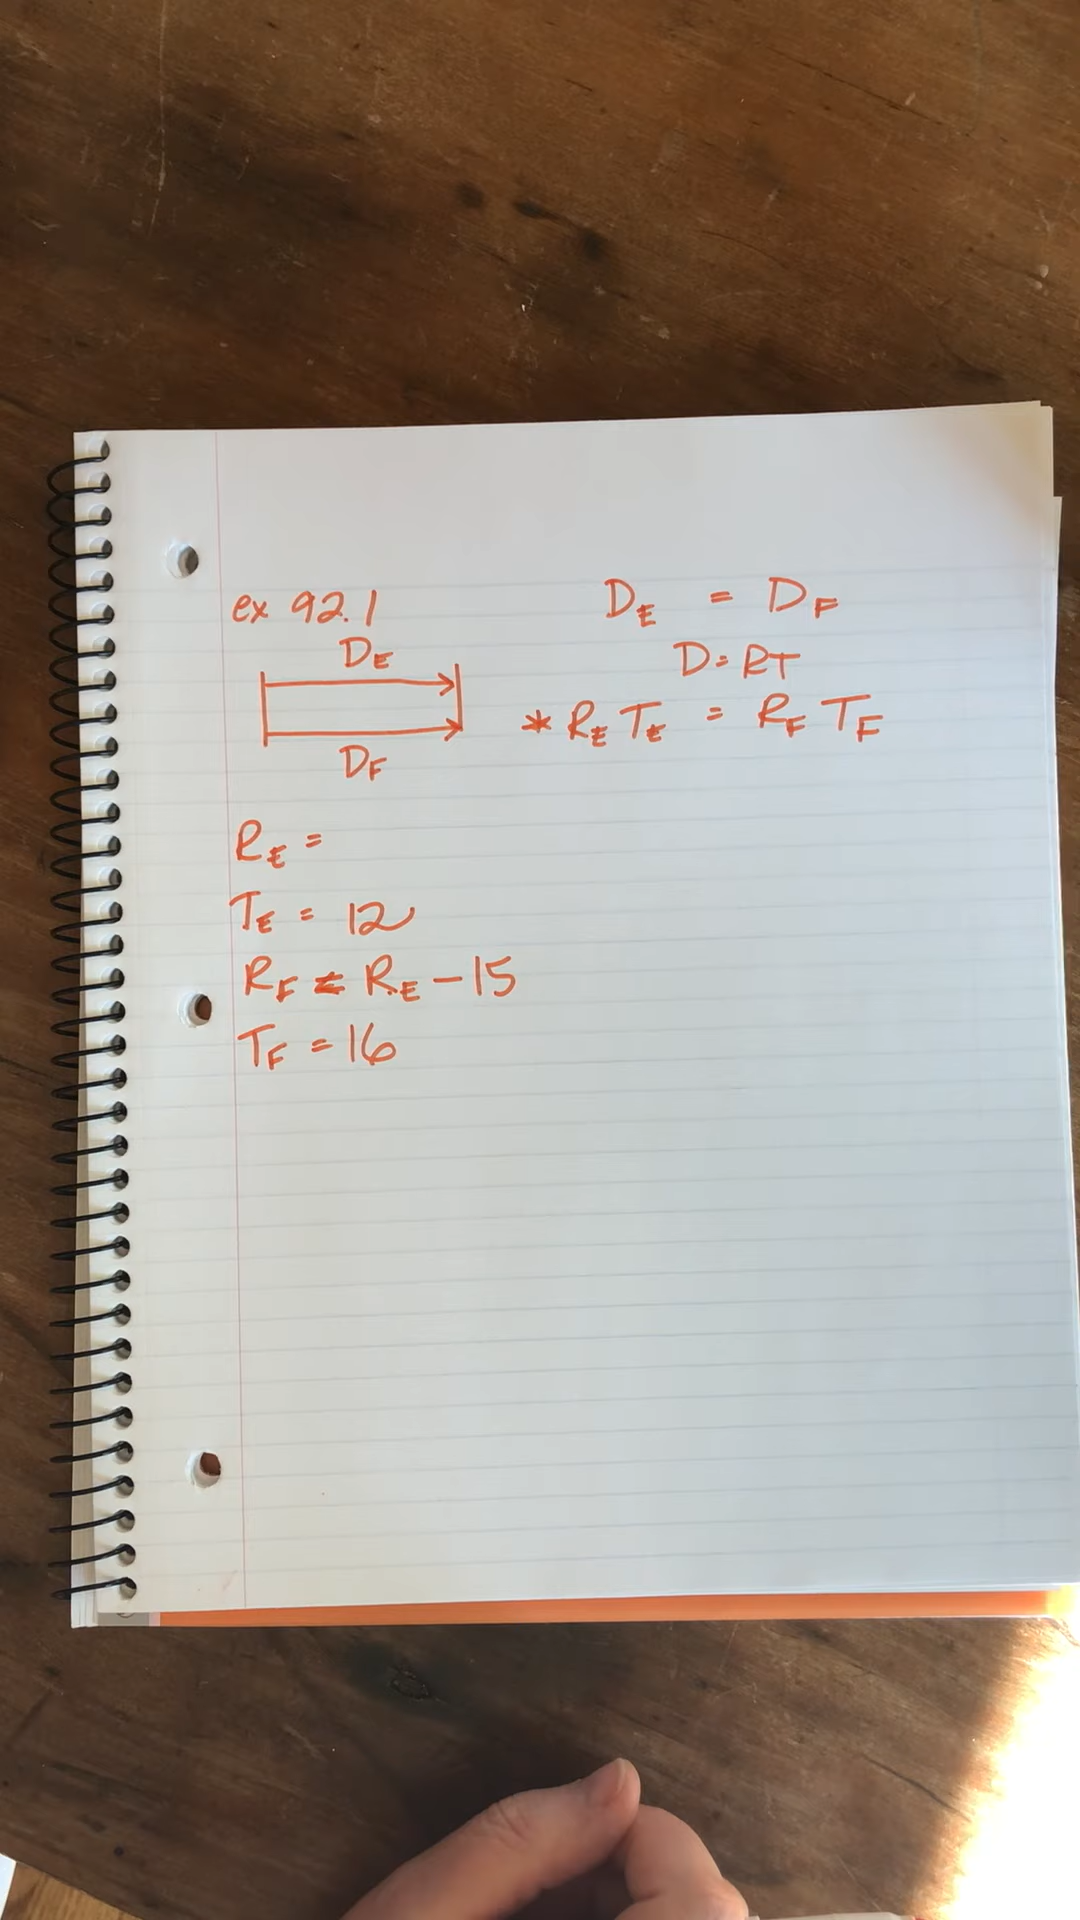 ex 92.1
D_E
D_F
D_E = D_F
D = RT
* R_E T_E = R_F T_F
R_E =
T_E = 12
R_F = R_E - 15
T_F = 16